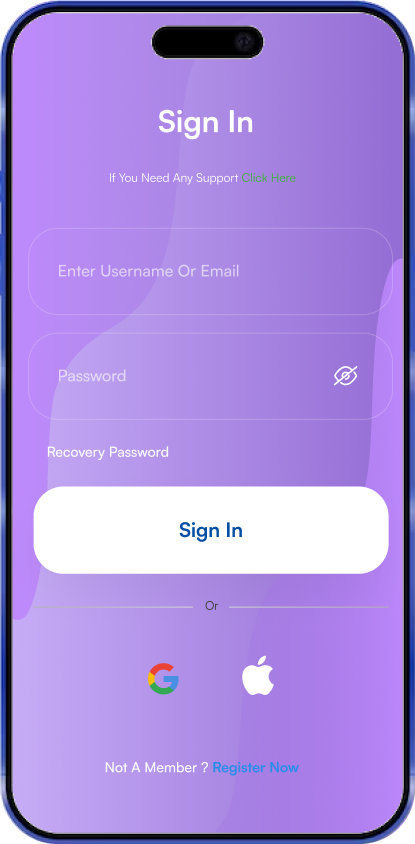 Sign In
If You Need Any Support Click Here
Enter Username Or Email
Password
Recovery Password
Sign In
Or
Not A Member ? Register Now